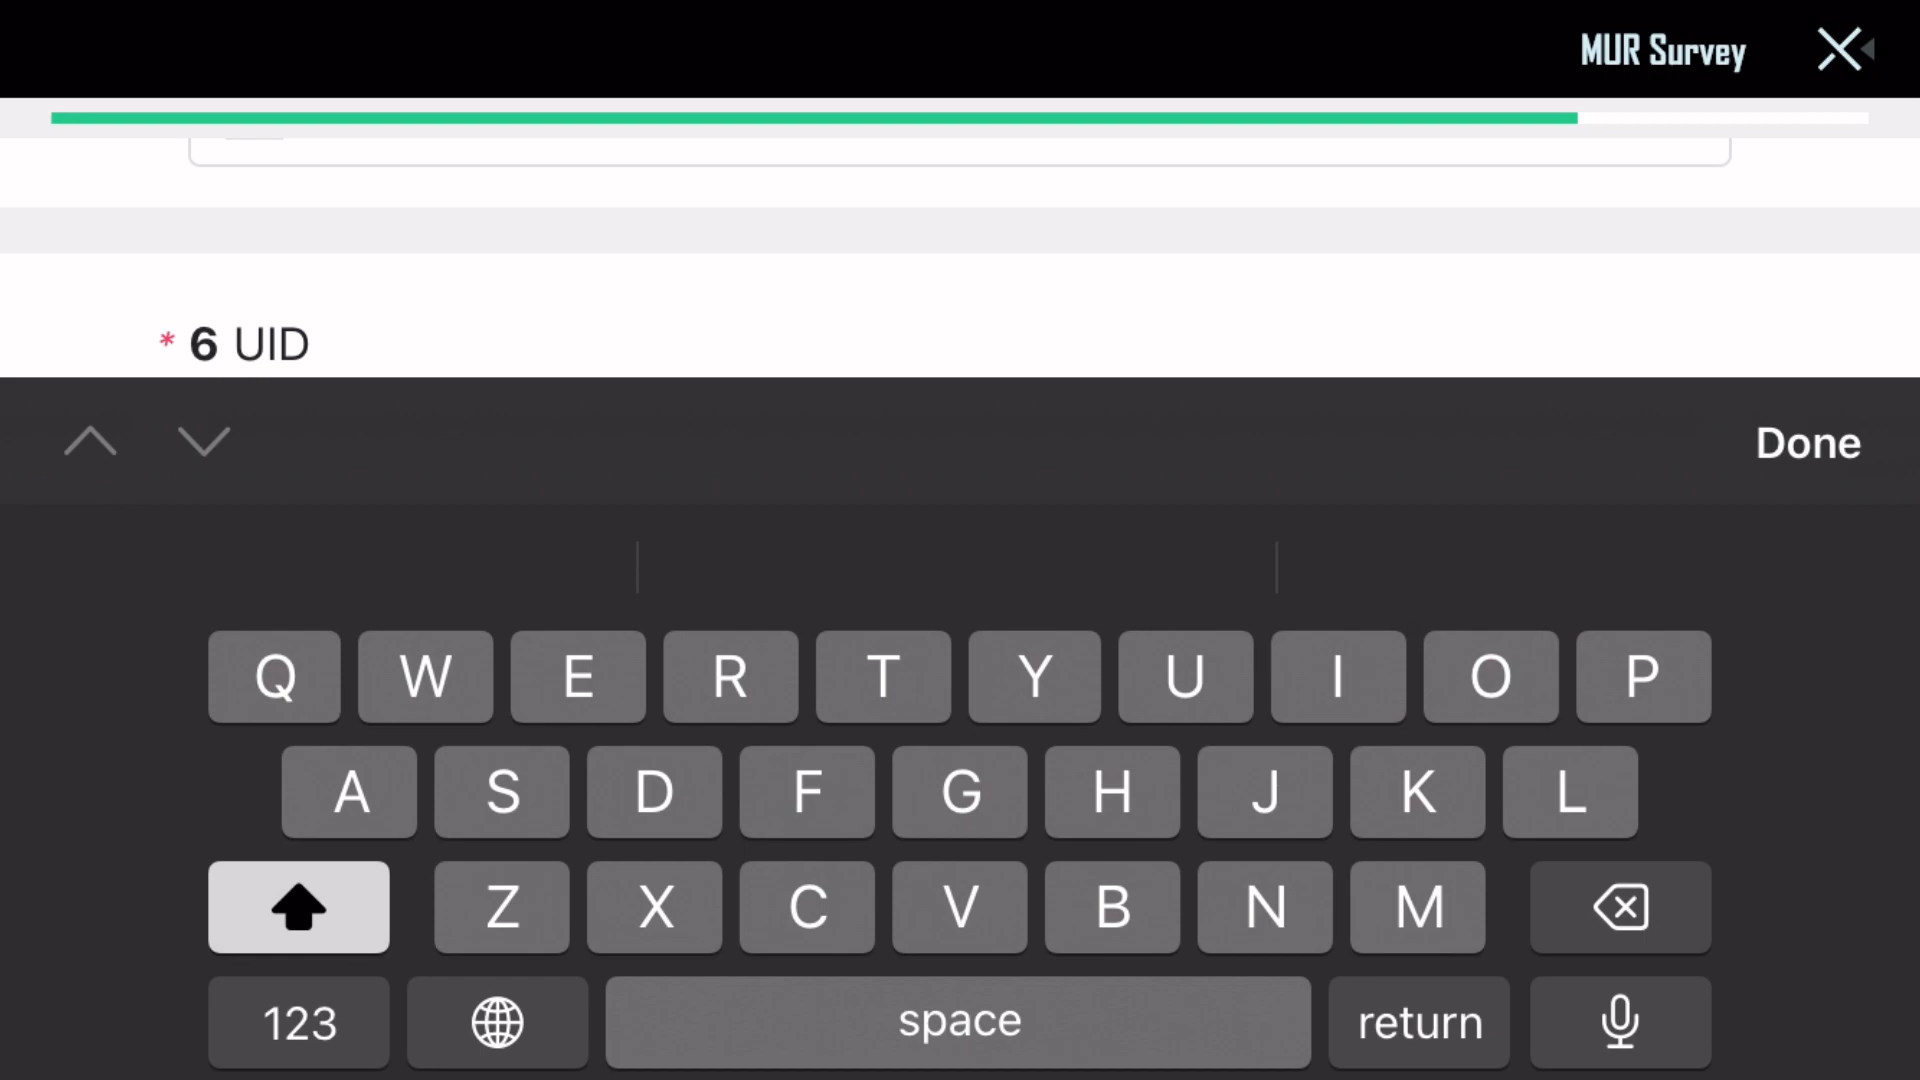 MUR Survey
* 6 UID
Done
Q W E R T Y U I O P
A S D F G H J K L
Z X C V B N M
123 space return